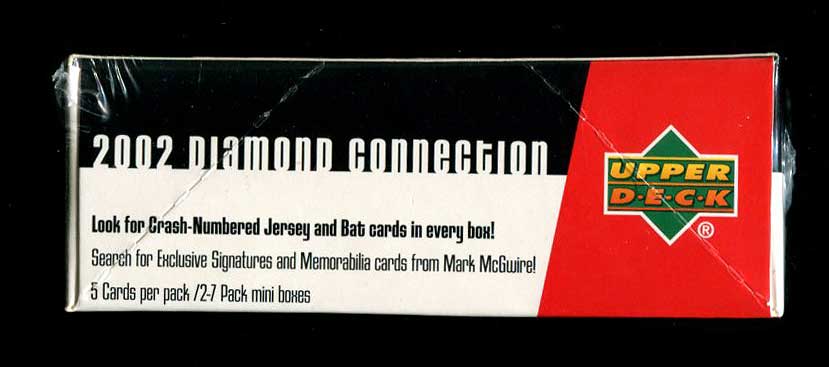 2002 DIAMOND CONNECTION
UPPER
D·E·C·K
®
Look for Crash-Numbered Jersey and Bat cards in every box!
Search for Exclusive Signatures and Memorabilia cards from Mark McGwire!
5 Cards per pack /2-7 Pack mini boxes